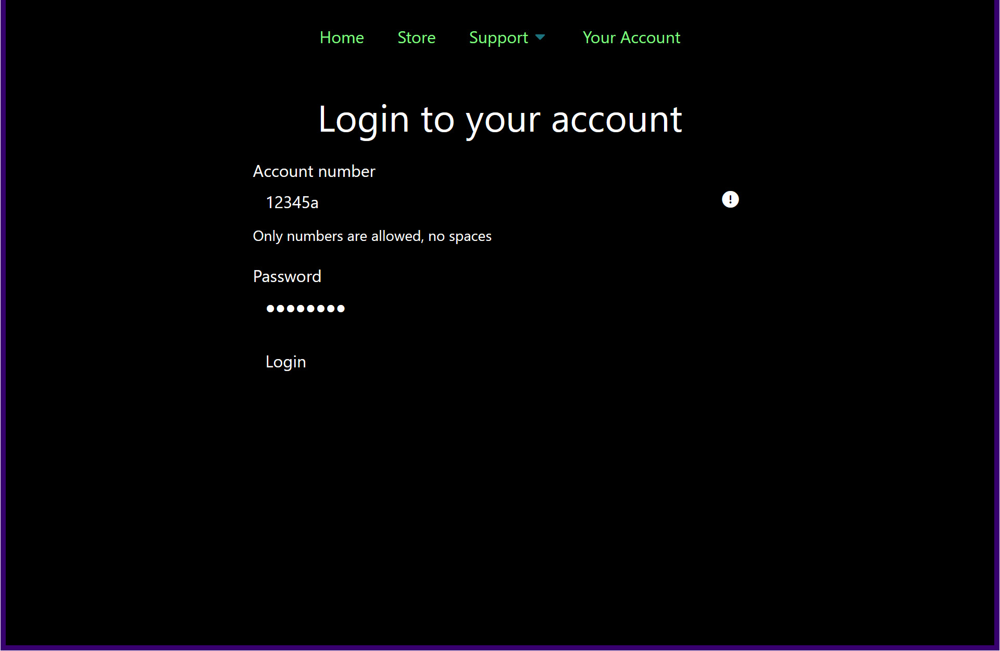 Home Store Support Your Account
Login to your account
Account number
12345a
Only numbers are allowed, no spaces
Password
●●●●●●●●
Login